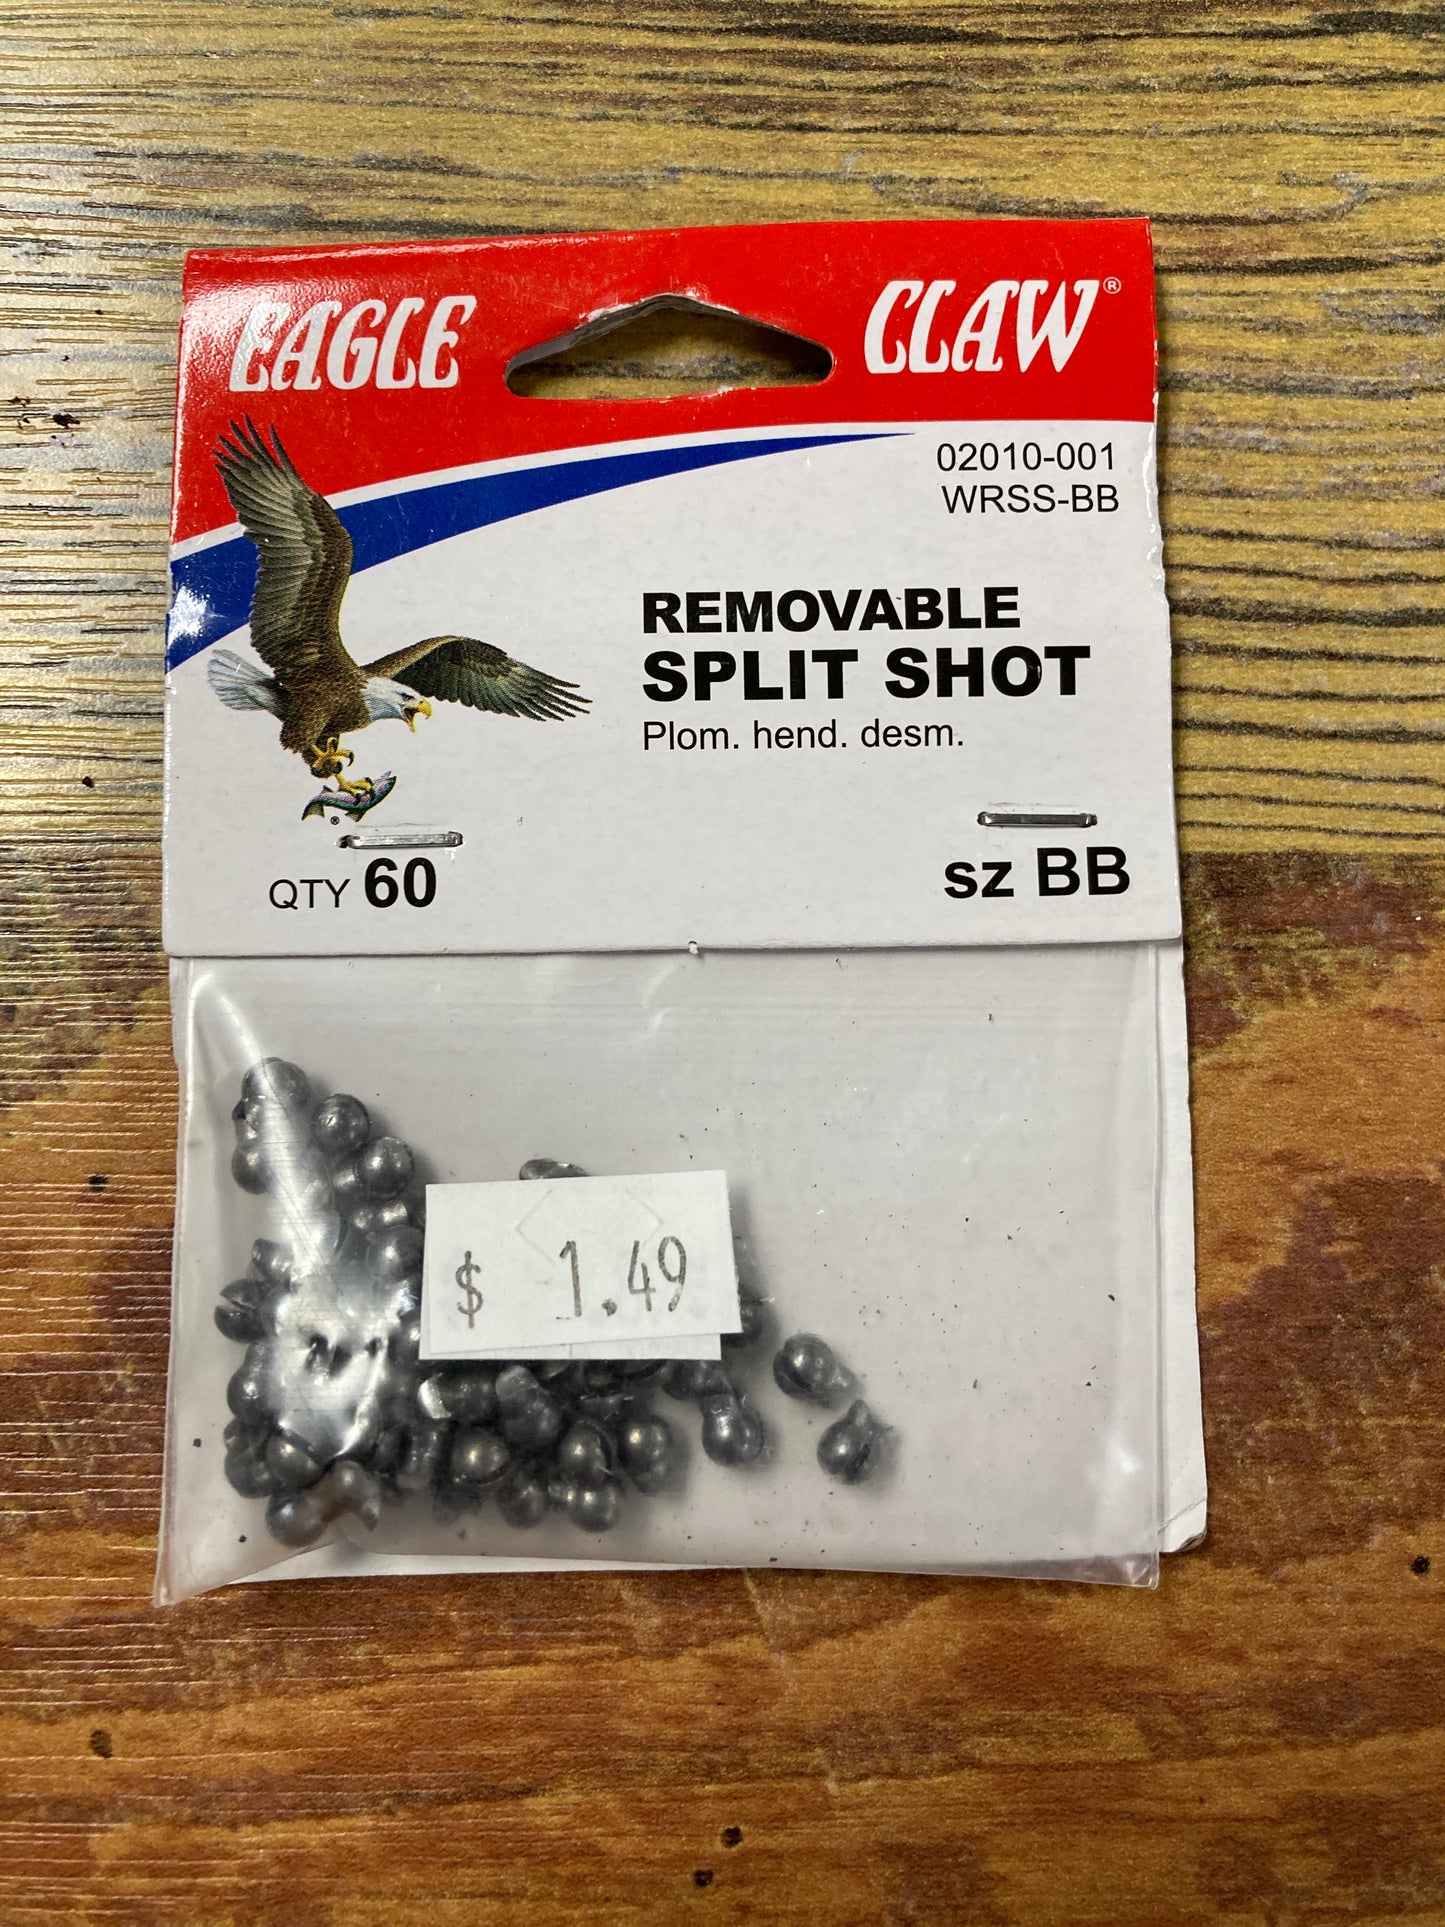 EAGLE CLAW®
02010-001
WRSS-BB
REMOVABLE
SPLIT SHOT
Plom. hend. desm.
®
QTY 60
sz BB
$ 1.49